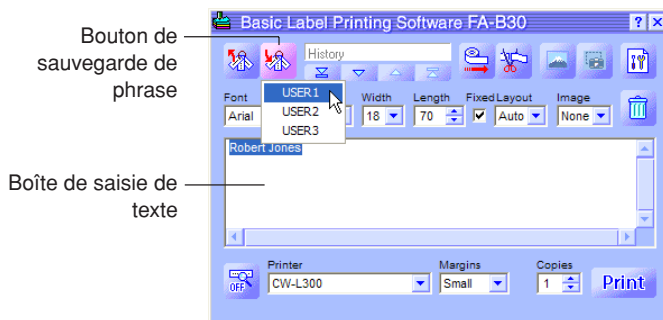 Bouton de
sauvegarde de
phrase
Boîte de saisie de
texte
Basic Label Printing Software FA-B30
History
USER1
USER2
USER3
Font
Width
Length
Fixed
Layout
Image
Arial
18
70
Auto
None
Robert Jones
OFF
Printer
Margins
Copies
CW-L300
Small
1
Print